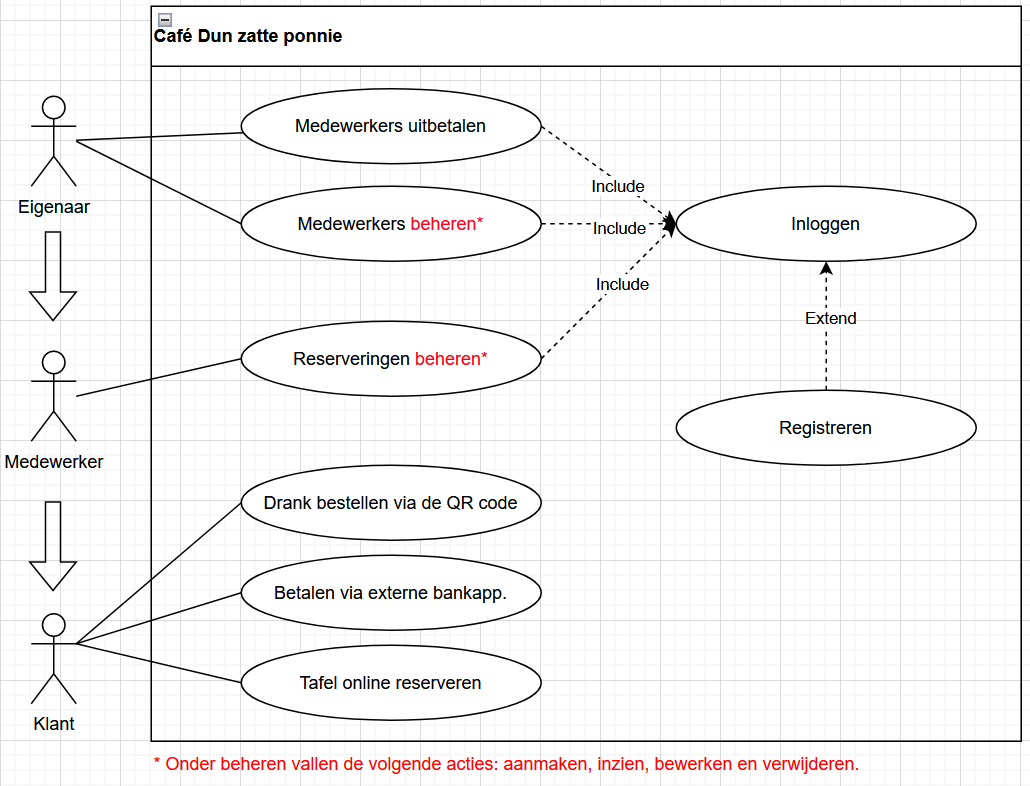 Café Dun zatte ponnie
Medewerkers uitbetalen
Eigenaar
Include
Medewerkers beheren*
Include
Inloggen
Include
Extend
Reserveringen beheren*
Registreren
Medewerker
Drank bestellen via de QR code
Betalen via externe bankapp.
Tafel online reserveren
Klant
* Onder beheren vallen de volgende acties: aanmaken, inzien, bewerken en verwijderen.